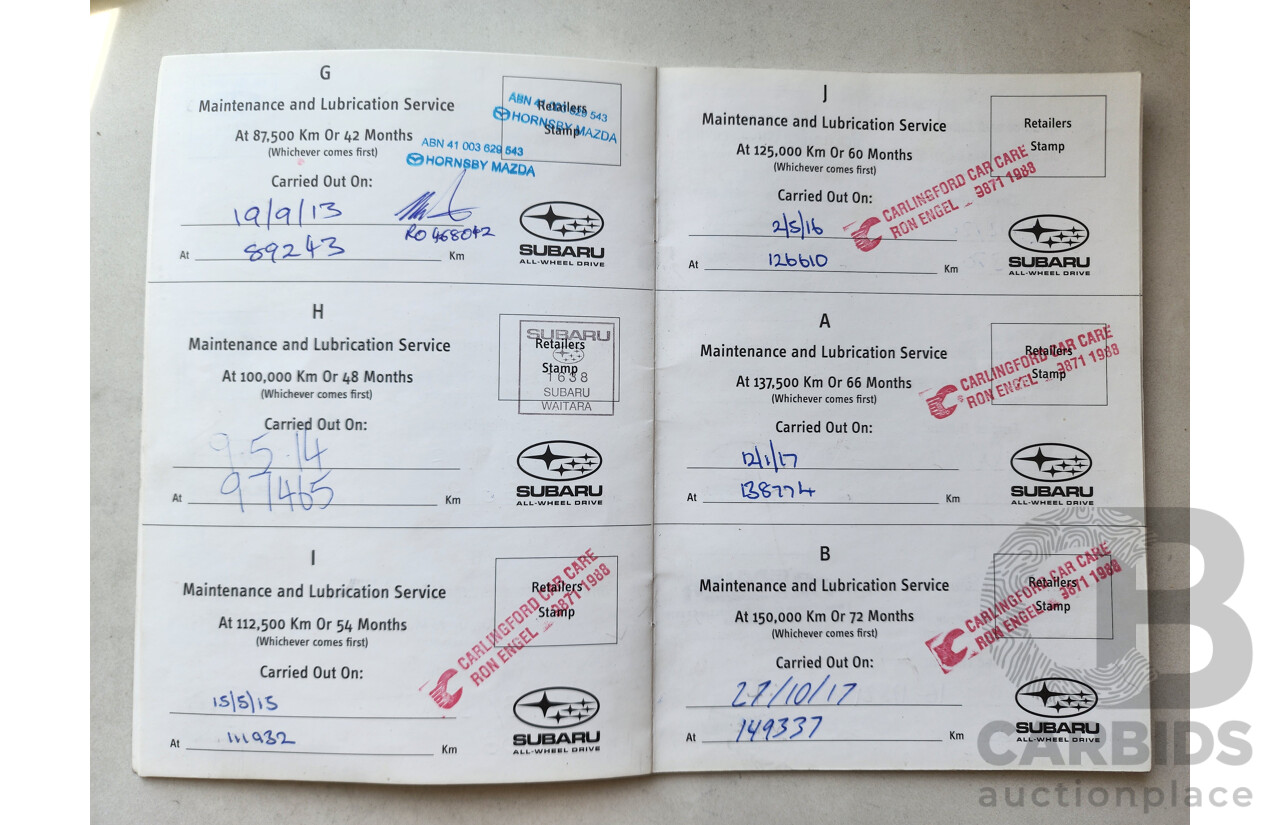 G
Maintenance and Lubrication Service
At 87,500 Km Or 42 Months
(Whichever comes first)
Carried Out On:
19/9/13
RO 468042
At 89243 Km
Retailers
Stamp
ABN 41 003 629 543
HORNSBY MAZDA
ABN 41 003 629 543
HORNSBY MAZDA
SUBARU
ALL-WHEEL DRIVE
H
Maintenance and Lubrication Service
At 100,000 Km Or 48 Months
(Whichever comes first)
Carried Out On:
9.5.14
At 97465 Km
Retailers
Stamp
SUBARU
1638
SUBARU
WAITARA
SUBARU
ALL-WHEEL DRIVE
I
Maintenance and Lubrication Service
At 112,500 Km Or 54 Months
(Whichever comes first)
Carried Out On:
15/5/15
At 111932 Km
Retailers
Stamp
CARLINGFORD CAR CARE
RON ENGEL _ 9871 1988
SUBARU
ALL-WHEEL DRIVE
J
Maintenance and Lubrication Service
At 125,000 Km Or 60 Months
(Whichever comes first)
Carried Out On:
2/5/16
At 126610 Km
Retailers
Stamp
CARLINGFORD CAR CARE
RON ENGEL _ 9871 1988
SUBARU
ALL-WHEEL DRIVE
A
Maintenance and Lubrication Service
At 137,500 Km Or 66 Months
(Whichever comes first)
Carried Out On:
12/1/17
At 138774 Km
Retailers
Stamp
CARLINGFORD CAR CARE
RON ENGEL _ 9871 1988
SUBARU
ALL-WHEEL DRIVE
B
Maintenance and Lubrication Service
At 150,000 Km Or 72 Months
(Whichever comes first)
Carried Out On:
27/10/17
At 149337 Km
Retailers
Stamp
CARLINGFORD CAR CARE
RON ENGEL _ 9871 1988
SUBARU
ALL-WHEEL DRIVE
CB
CARBIDS
auctionplace